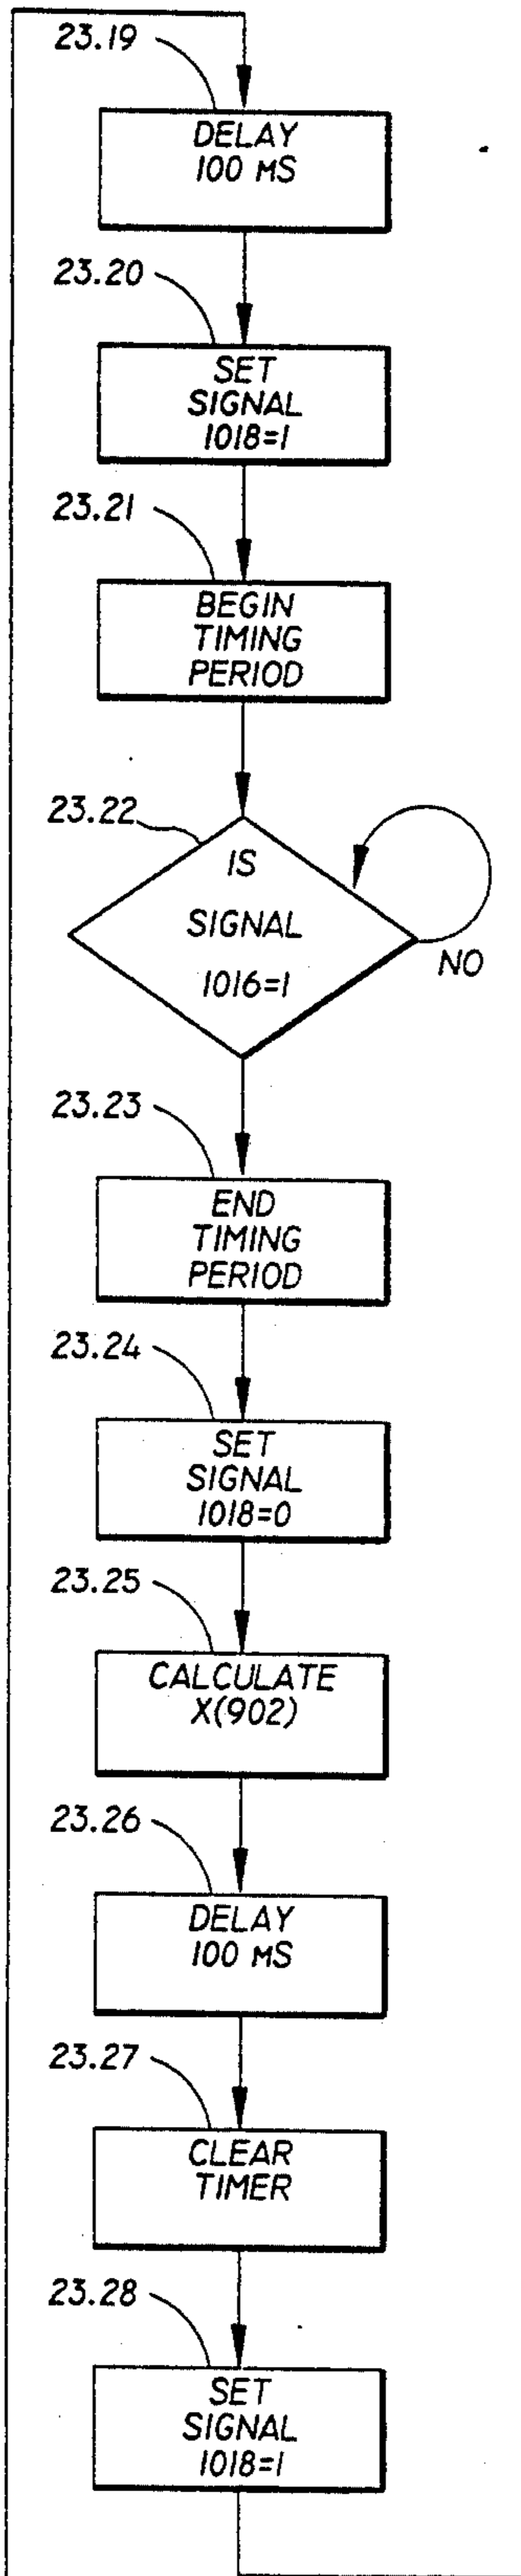 23.19
DELAY
100 MS
23.20
SET
SIGNAL
1018=1
23.21
BEGIN
TIMING
PERIOD
23.22
IS
SIGNAL
1016=1
NO
23.23
END
TIMING
PERIOD
23.24
SET
SIGNAL
1018=0
23.25
CALCULATE
X(902)
23.26
DELAY
100 MS
23.27
CLEAR
TIMER
23.28
SET
SIGNAL
1018=1